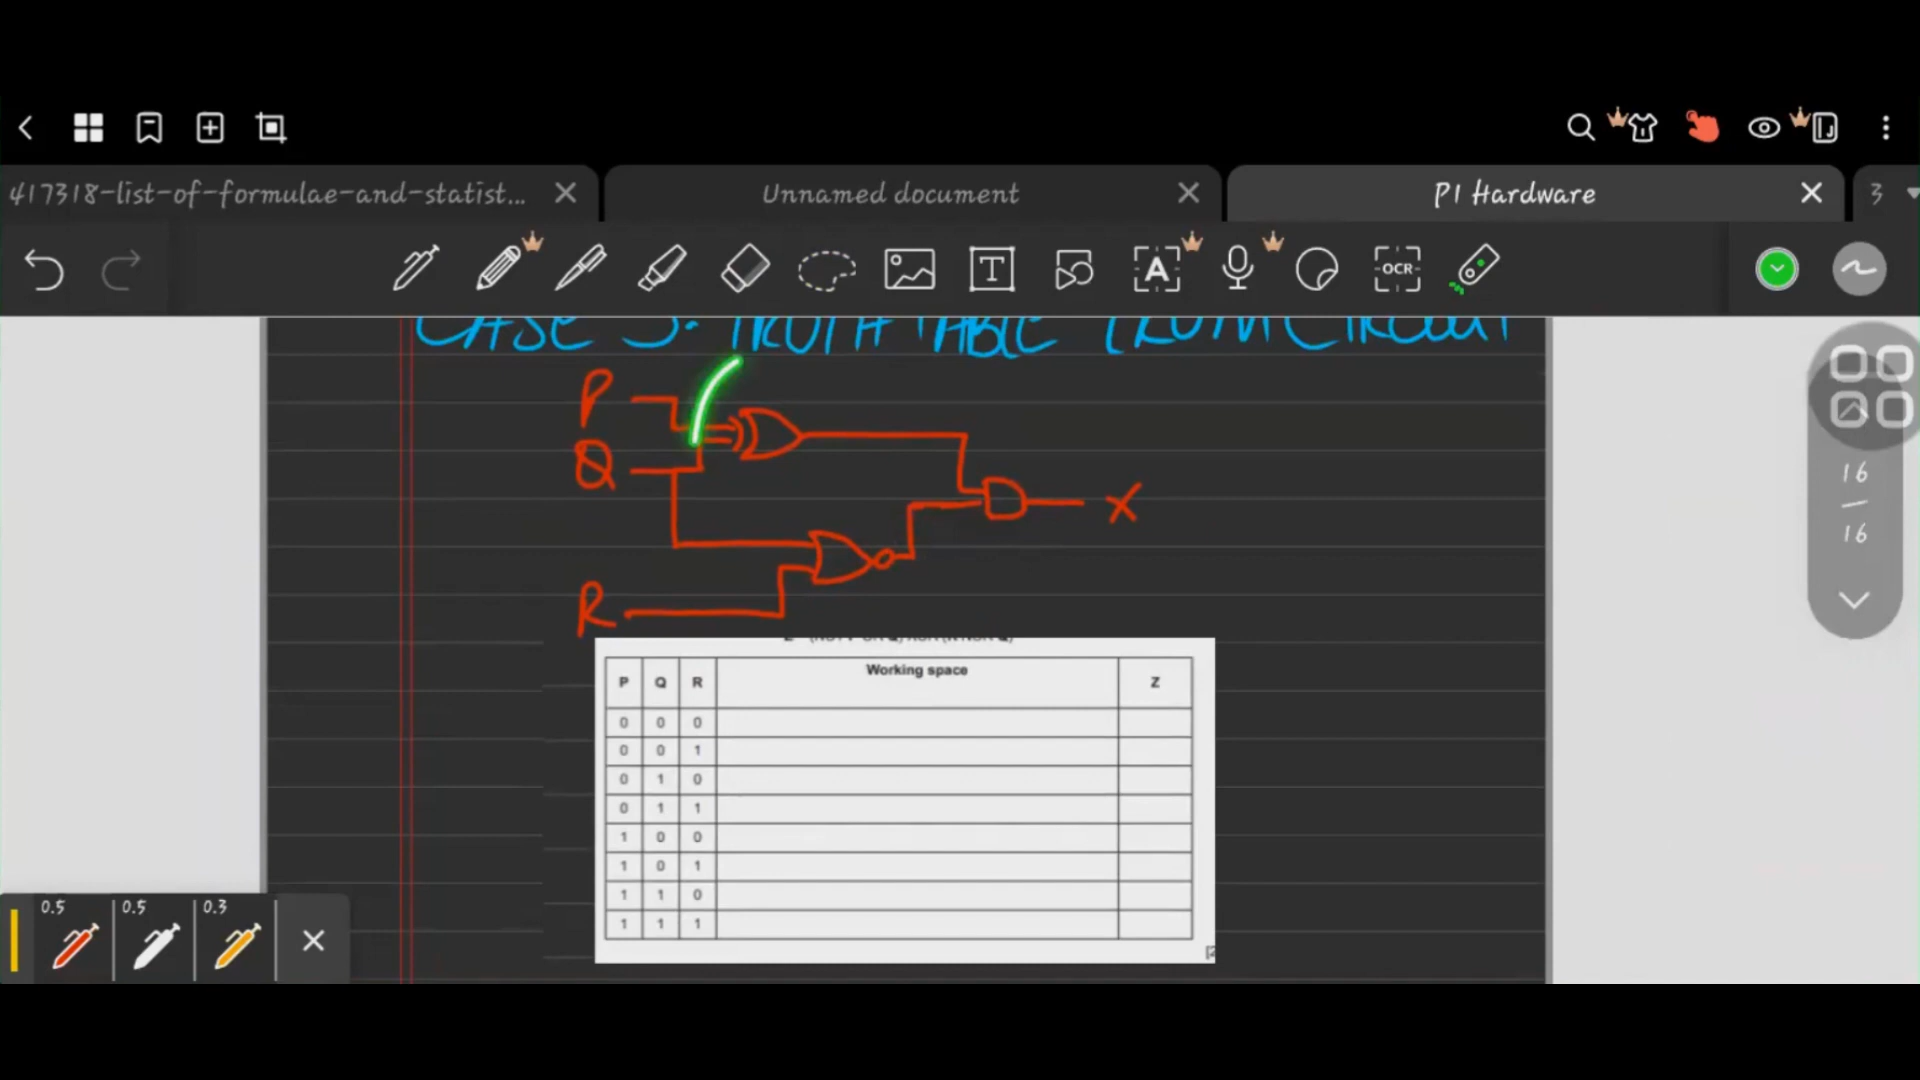 417318-list-of-formulae-and-statist...
Unnamed document
P1 Hardware
3
T
A
OCR
CASE 3: TRUTH TABLE FROM CIRCUIT
P
Q
X
R
16
16
P Q R Working space Z
0 0 0
0 0 1
0 1 0
0 1 1
1 0 0
1 0 1
1 1 0
1 1 1
[2
0.5 0.5 0.3